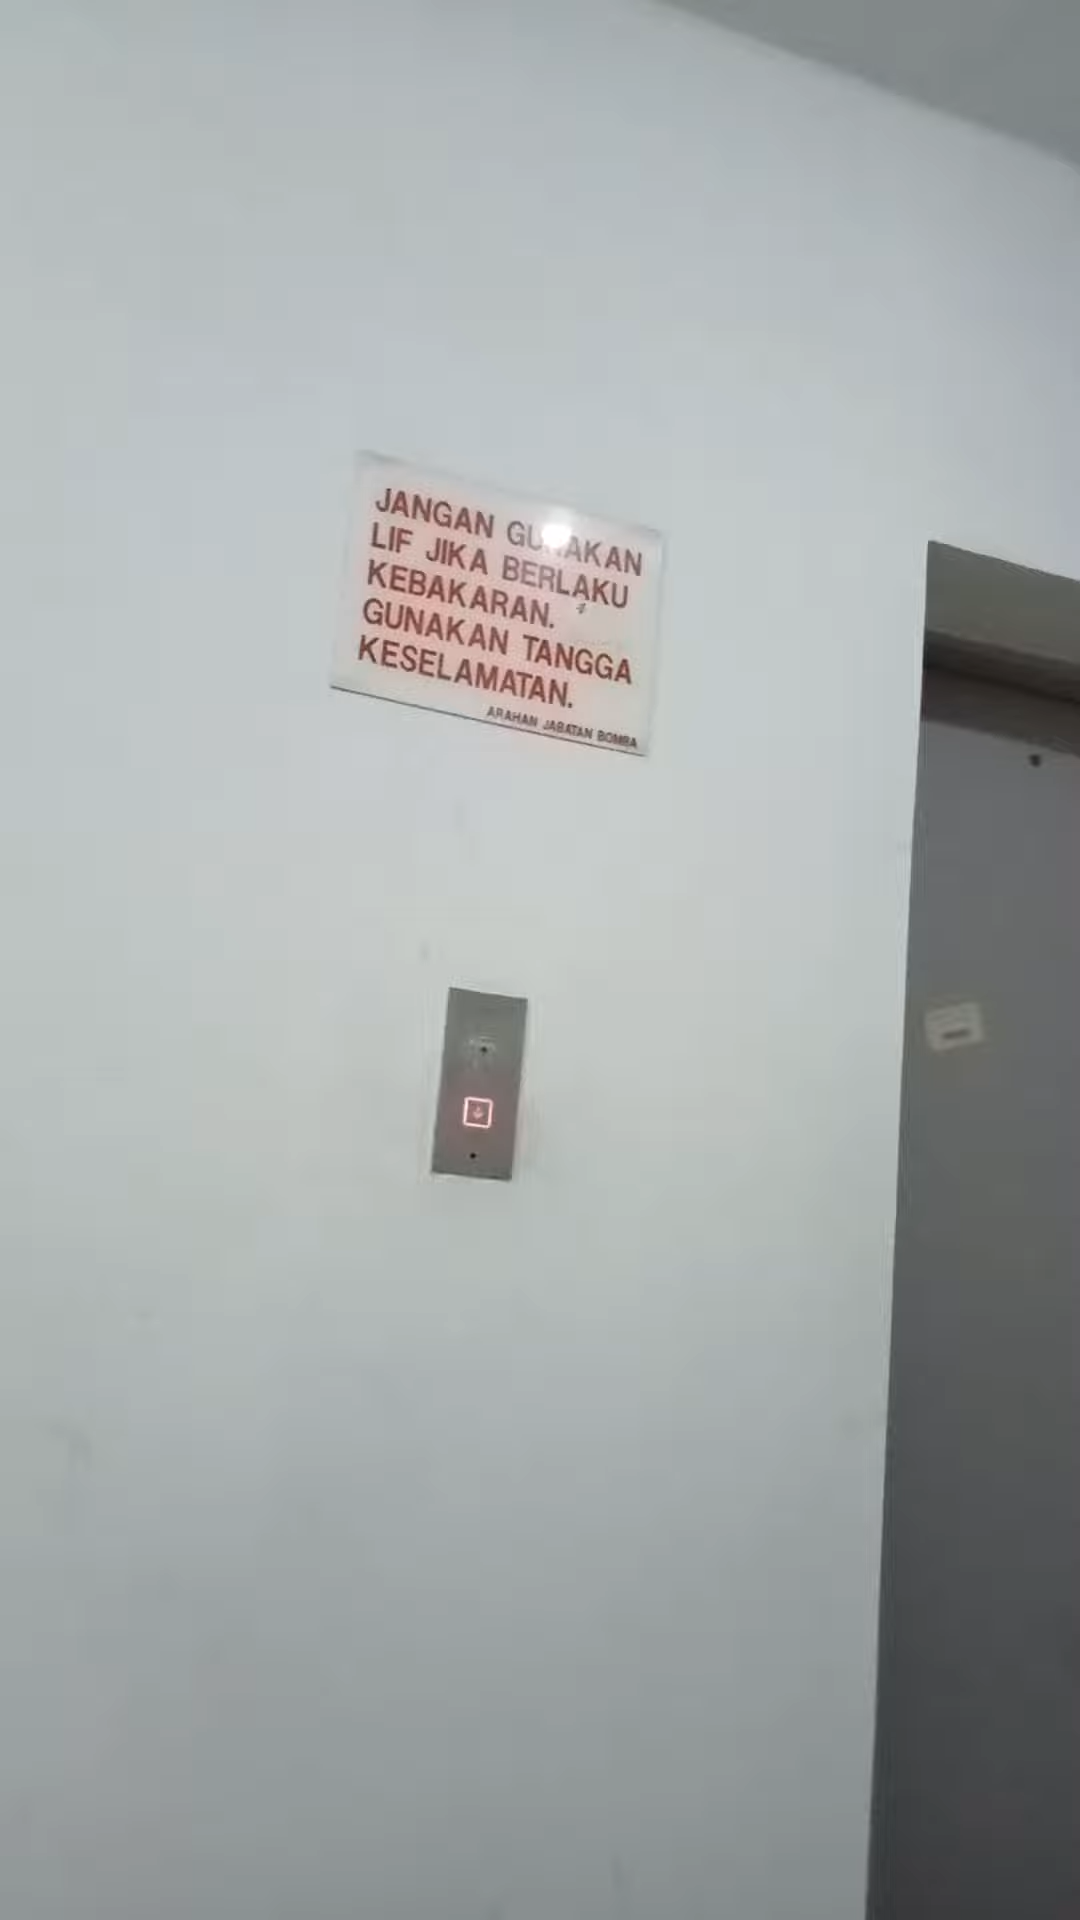 JANGAN GUNAKAN
LIF JIKA BERLAKU
KEBAKARAN.
GUNAKAN TANGGA
KESELAMATAN.
ARAHAN JABATAN BOMBA